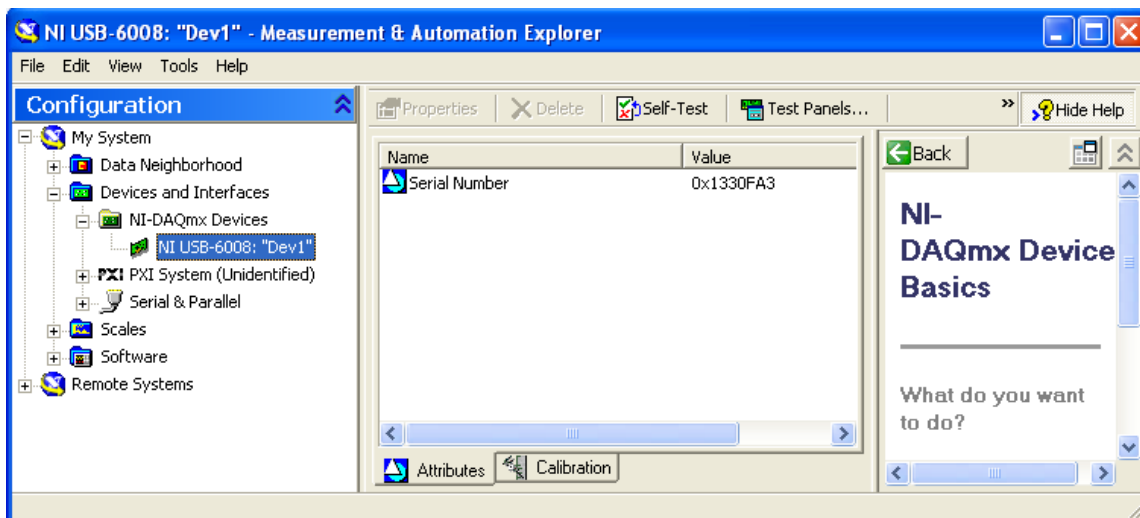 NI USB-6008: "Dev1" - Measurement & Automation Explorer
File Edit View Tools Help
Configuration
My System
Data Neighborhood
Devices and Interfaces
NI-DAQmx Devices
NI USB-6008: "Dev1"
PXI PXI System (Unidentified)
Serial & Parallel
Scales
Software
Remote Systems
Properties Delete Self-Test Test Panels... » Hide Help
Name Value
Serial Number 0x1330FA3
Attributes Calibration
Back
NI-
DAQmx Device
Basics
What do you want
to do?